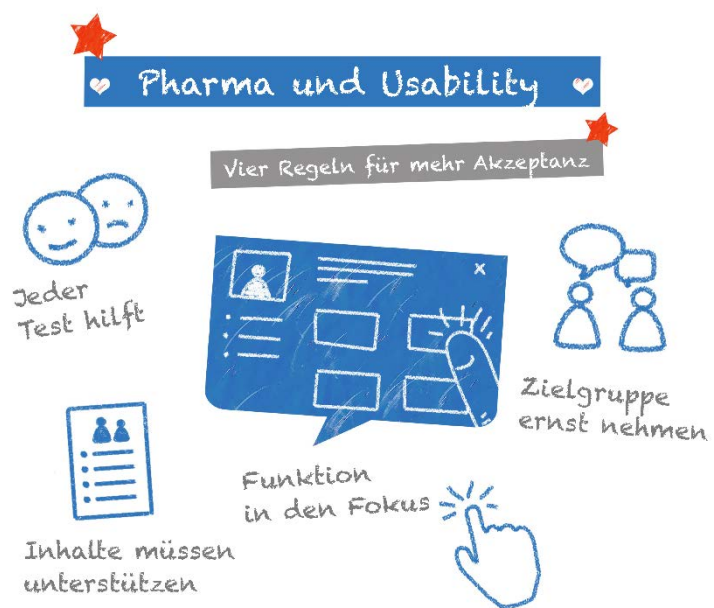 Pharma und Usability
Vier Regeln für mehr Akzeptanz
Jeder
Test hilft
Zielgruppe
ernst nehmen
Funktion
in den Fokus
Inhalte müssen
unterstützen